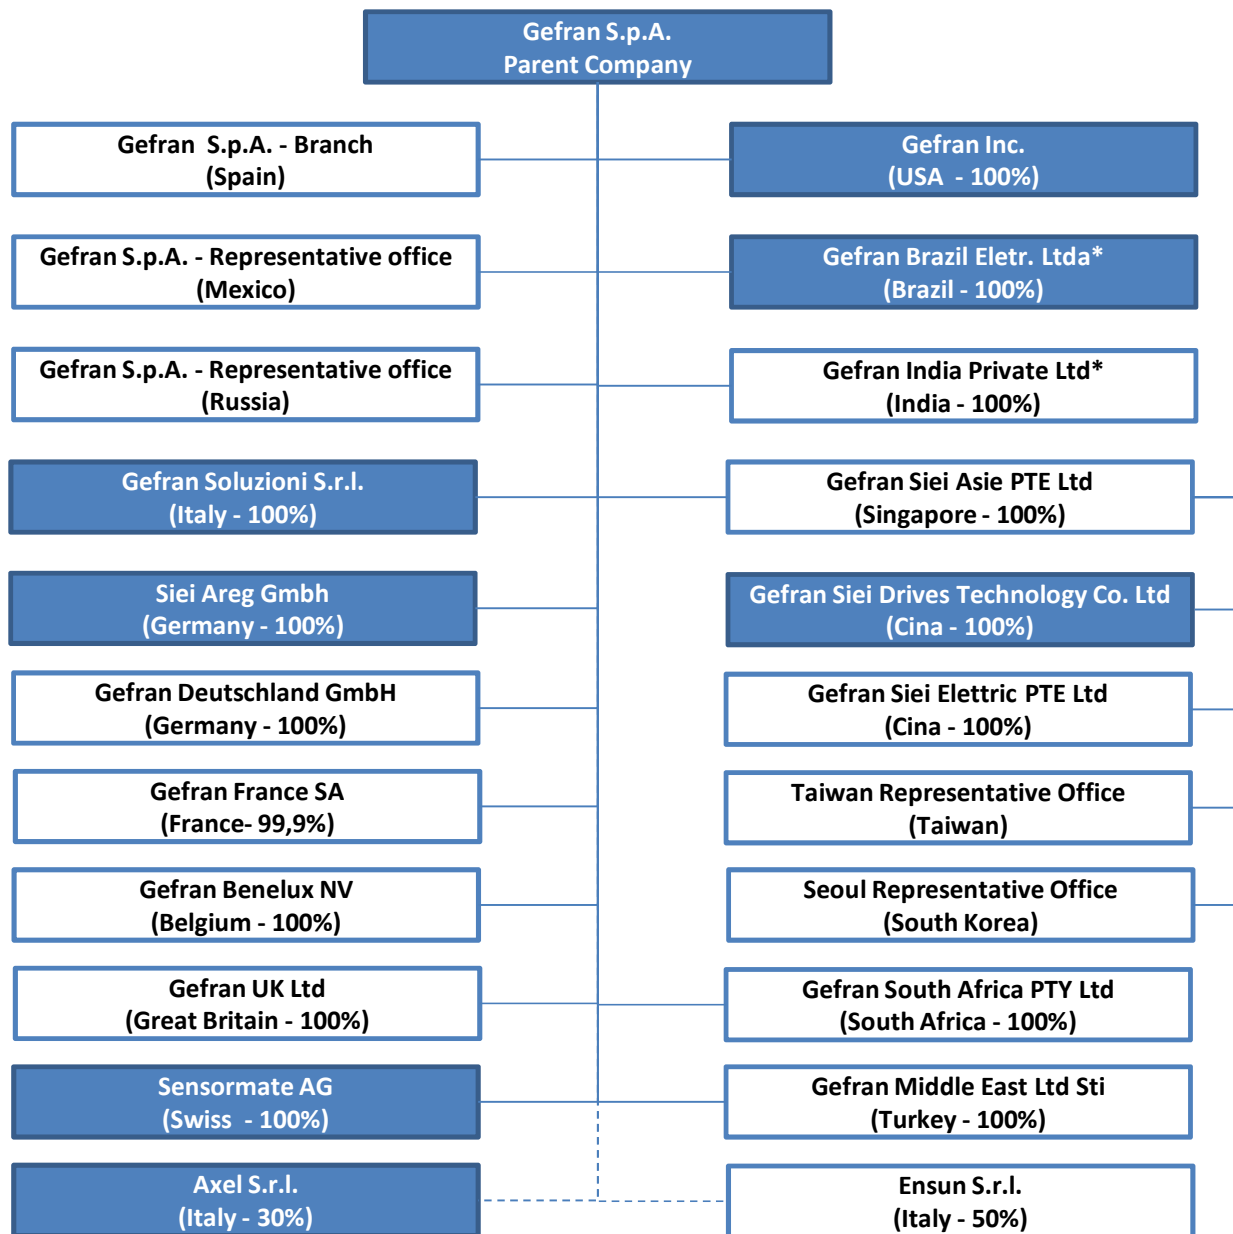 Gefran S.p.A.
Parent Company
Gefran S.p.A. - Branch
(Spain)
Gefran Inc.
(USA - 100%)
Gefran S.p.A. - Representative office
(Mexico)
Gefran Brazil Eletr. Ltda*
(Brazil - 100%)
Gefran S.p.A. - Representative office
(Russia)
Gefran India Private Ltd*
(India - 100%)
Gefran Soluzioni S.r.l.
(Italy - 100%)
Gefran Siei Asie PTE Ltd
(Singapore - 100%)
Siei Areg Gmbh
(Germany - 100%)
Gefran Siei Drives Technology Co. Ltd
(Cina - 100%)
Gefran Deutschland GmbH
(Germany - 100%)
Gefran Siei Elettric PTE Ltd
(Cina - 100%)
Gefran France SA
(France- 99,9%)
Taiwan Representative Office
(Taiwan)
Gefran Benelux NV
(Belgium - 100%)
Seoul Representative Office
(South Korea)
Gefran UK Ltd
(Great Britain - 100%)
Gefran South Africa PTY Ltd
(South Africa - 100%)
Sensormate AG
(Swiss - 100%)
Gefran Middle East Ltd Sti
(Turkey - 100%)
Axel S.r.l.
(Italy - 30%)
Ensun S.r.l.
(Italy - 50%)